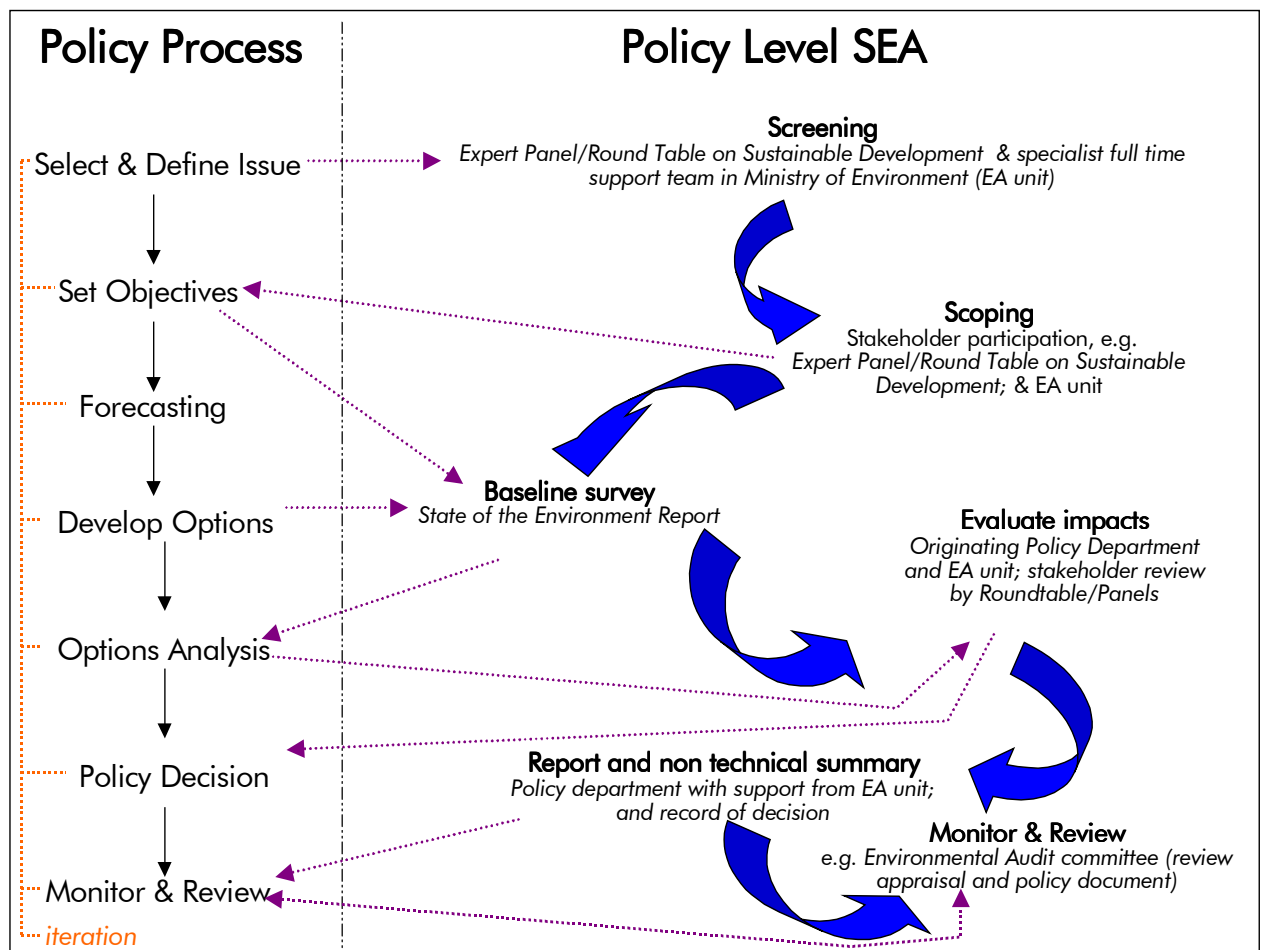 Policy Process
Policy Level SEA
Select & Define Issue
Set Objectives
Forecasting
Develop Options
Options Analysis
Policy Decision
Monitor & Review
iteration
Screening
Expert Panel/Round Table on Sustainable Development & specialist full time
support team in Ministry of Environment (EA unit)
Scoping
Stakeholder participation, e.g.
Expert Panel/Round Table on Sustainable
Development; & EA unit
Baseline survey
State of the Environment Report
Evaluate impacts
Originating Policy Department
and EA unit; stakeholder review
by Roundtable/Panels
Report and non technical summary
Policy department with support from EA unit;
and record of decision
Monitor & Review
e.g. Environmental Audit committee (review
appraisal and policy document)